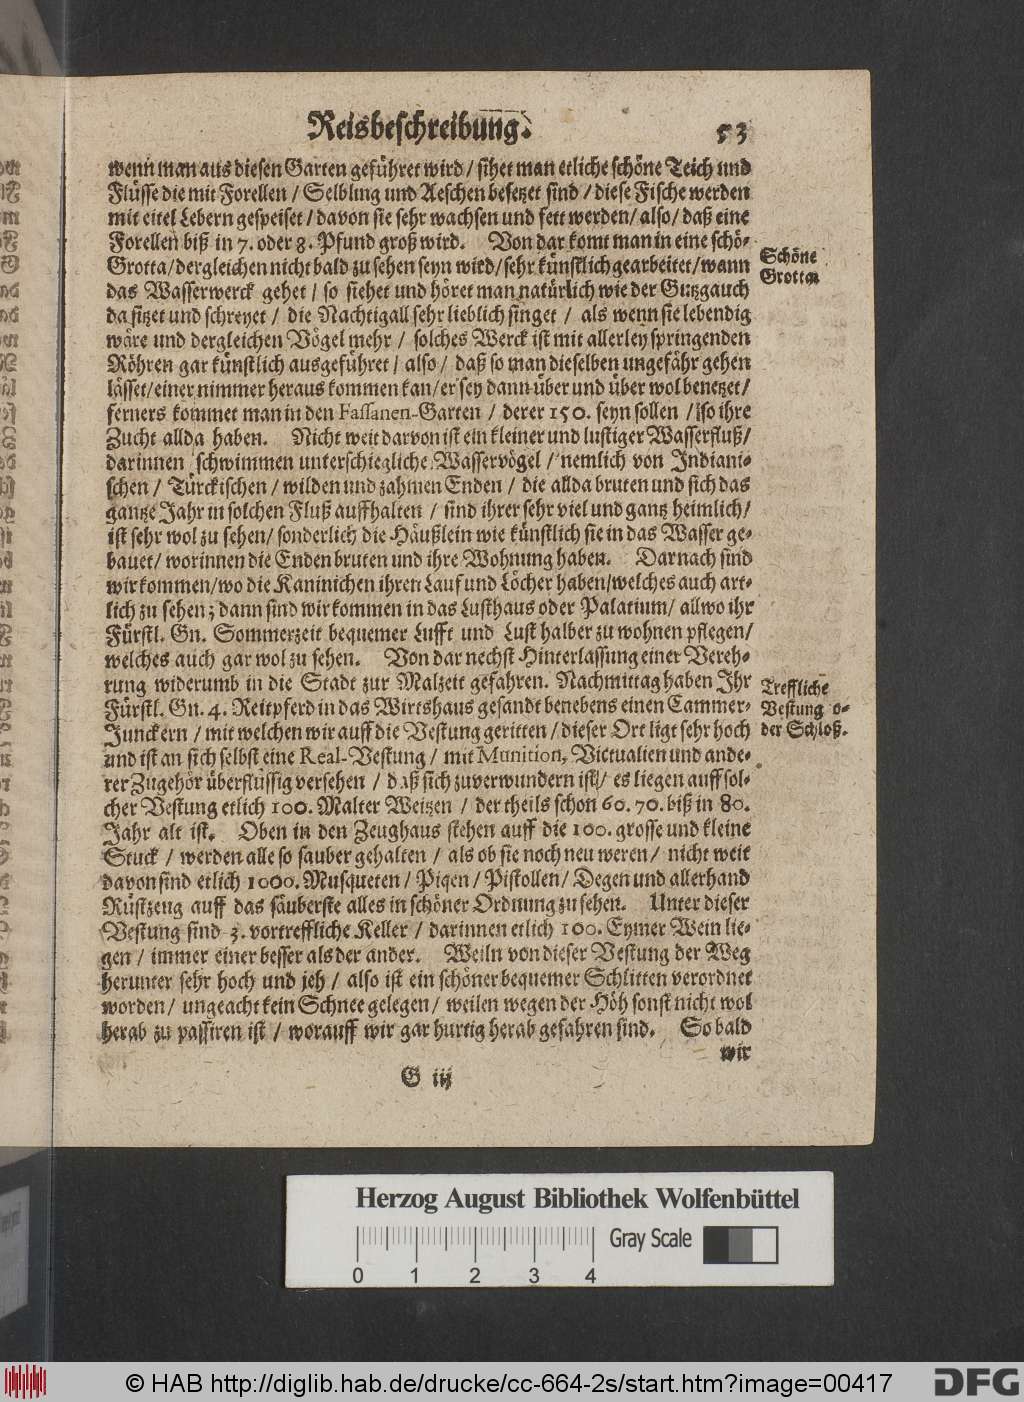 Reisbeschreibung. 53
wenn man aus diesen Garten geführet wird / sihet man etliche schöne Teich und
Flüsse die mit Forellen / Selbling und Aeschen besetzet sind / diese Fische werden
mit eitel Lebern gespeiset / davon sie sehr wachsen und fett werden / also / daß eine
Forellen biß in 7. oder 8. Pfund groß wird. Von dar komt man in eine schö-
Grotta / dergleichen nicht bald zu sehen seyn wird / sehr künstlich gearbeitet / wann
Schöne
Grotten
das Wasserwerck gehet / so siehet und höret man natürlich wie der Gutzgauch
da sitzet und schreyet / die Nachtigall sehr lieblich singet / als wenn sie lebendig
wäre und dergleichen Vögel mehr / solches Werck ist mit allerley springenden
Röhren gar künstlich ausgeführet / also / daß so man dieselben ungefähr gehen
lässet / einer nimmer heraus kommen kan / er sey dann über und über wol benetzet /
ferners kommet man in den Fassanen-Garten / derer 150. seyn sollen / so ihre
Zucht allda haben. Nicht weit darvon ist ein kleiner und lustiger Wasserfluß /
darinnen schwimmen unterschiegliche Wasservögel / nemlich von Indiani-
schen / Türckischen / wilden und zahmen Enden / die allda bruten und sich das
gantze Jahr in solchen Fluß auffhalten / sind ihrer sehr viel und gantz heimlich /
ist sehr wol zu sehen / sonderlich die Häußlein wie künstlich sie in das Wasser ge-
bauet / worinnen die Enden bruten und ihre Wohnung haben. Darnach sind
wir kommen / wo die Kaninichen ihren Lauf und Löcher haben / welches auch art-
lich zu sehen; dann sind wir kommen in das Lusthaus oder Palatium / allwo ihr
Fürstl. Gn. Sommerzeit bequemer Lufft und Lust halber zu wohnen pflegen /
welches auch gar wol zu sehen. Von dar nechst Hinterlassung einer Vereh-
rung widerumb in die Stadt zur Malzeit gefahren. Nachmittag haben Ihr
Fürstl. Gn. 4. Reitpferd in das Wirtshaus gesandt benebens einen Cammer-
Junckern / mit welchen wir auff die Vestung geritten / dieser Ort ligt sehr hoch
Treffliche
Vestung o-
der Schloß.
und ist an sich selbst eine Real-Vestung / mit Munition, Victualien und ande-
rer Zugehör überflüssig versehen / daß sich zuverwundern ist / es liegen auff sol-
cher Vestung etlich 100. Malter Weitzen / der theils schon 60. 70. biß in 80.
Jahr alt ist. Oben in den Zeughaus stehen auff die 100. grosse und kleine
Stuck / werden alle so sauber gehalten / als ob sie noch neu weren / nicht weit
davon sind etlich 1000. Musqueten / Piqen / Pistollen / Degen und allerhand
Rüstzeug auff das säuberste alles in schöner Ordnung zu sehen. Unter dieser
Vestung sind 3. vortreffliche Keller / darinnen etlich 100. Eymer Wein lie-
gen / immer einer besser als der ander. Weiln von dieser Vestung der Weg
herunter sehr hoch und jeh / also ist ein schöner bequemer Schlitten verordnet
worden / ungeacht kein Schnee gelegen / weilen wegen der Höh sonst nicht wol
herab zu passiren ist / worauff wir gar hurtig herab gefahren sind. So bald
wir
G iij
Herzog August Bibliothek Wolfenbüttel
Gray Scale
0 1 2 3 4
© HAB http://diglib.hab.de/drucke/cc-664-2s/start.htm?image=00417
DFG